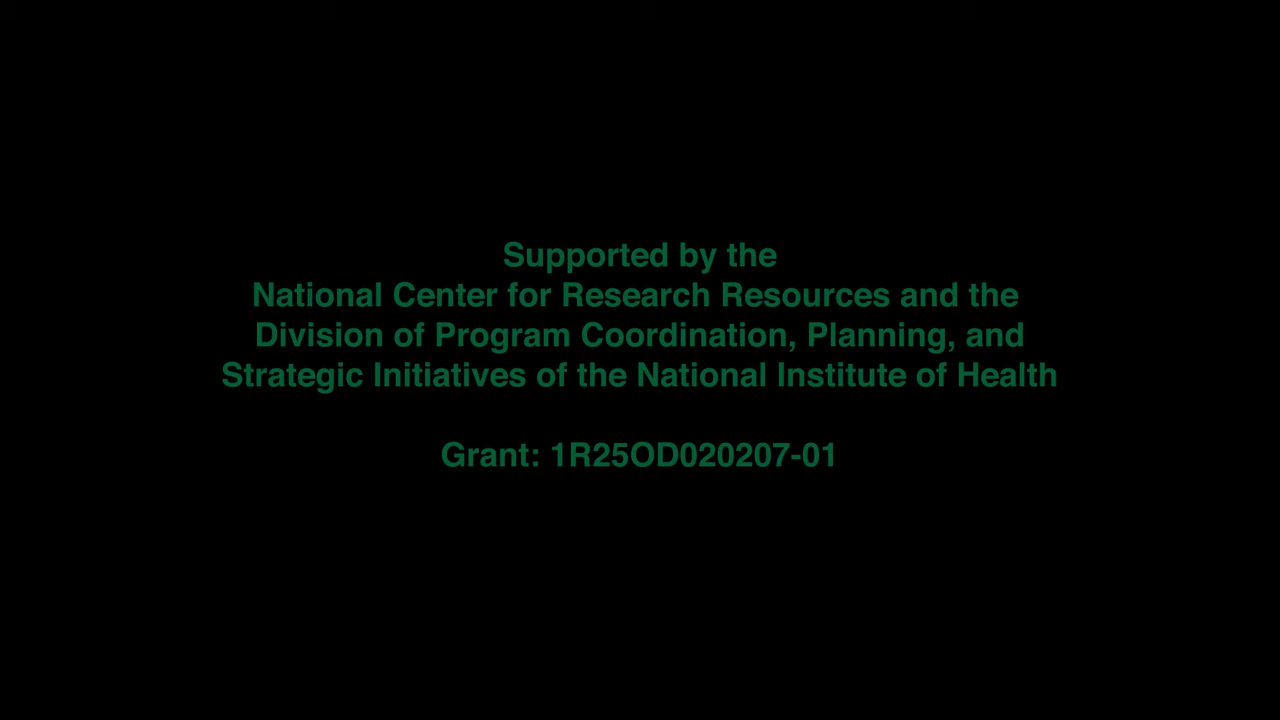 Supported by the
National Center for Research Resources and the
Division of Program Coordination, Planning, and
Strategic Initiatives of the National Institute of Health
Grant: 1R25OD020207-01